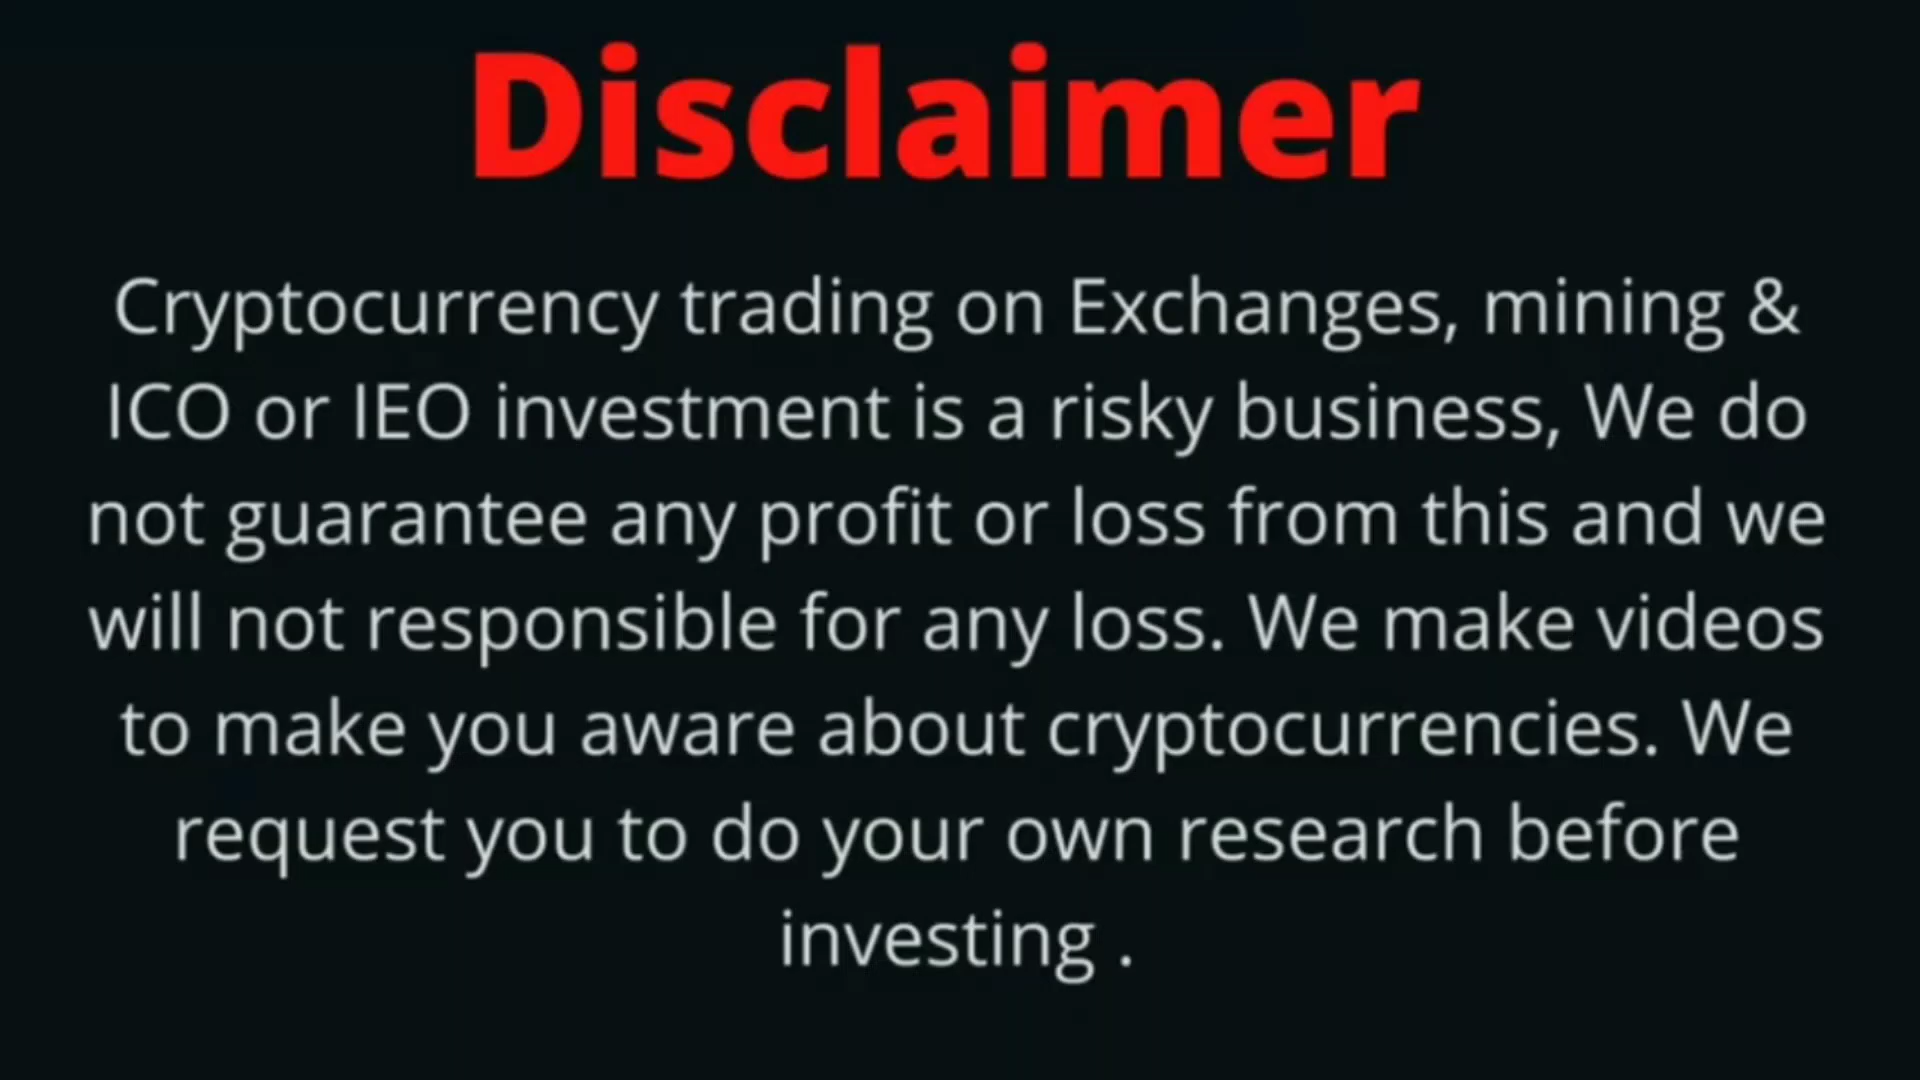 Disclaimer
Cryptocurrency trading on Exchanges, mining &
ICO or IEO investment is a risky business, We do
not guarantee any profit or loss from this and we
will not responsible for any loss. We make videos
to make you aware about cryptocurrencies. We
request you to do your own research before
investing .